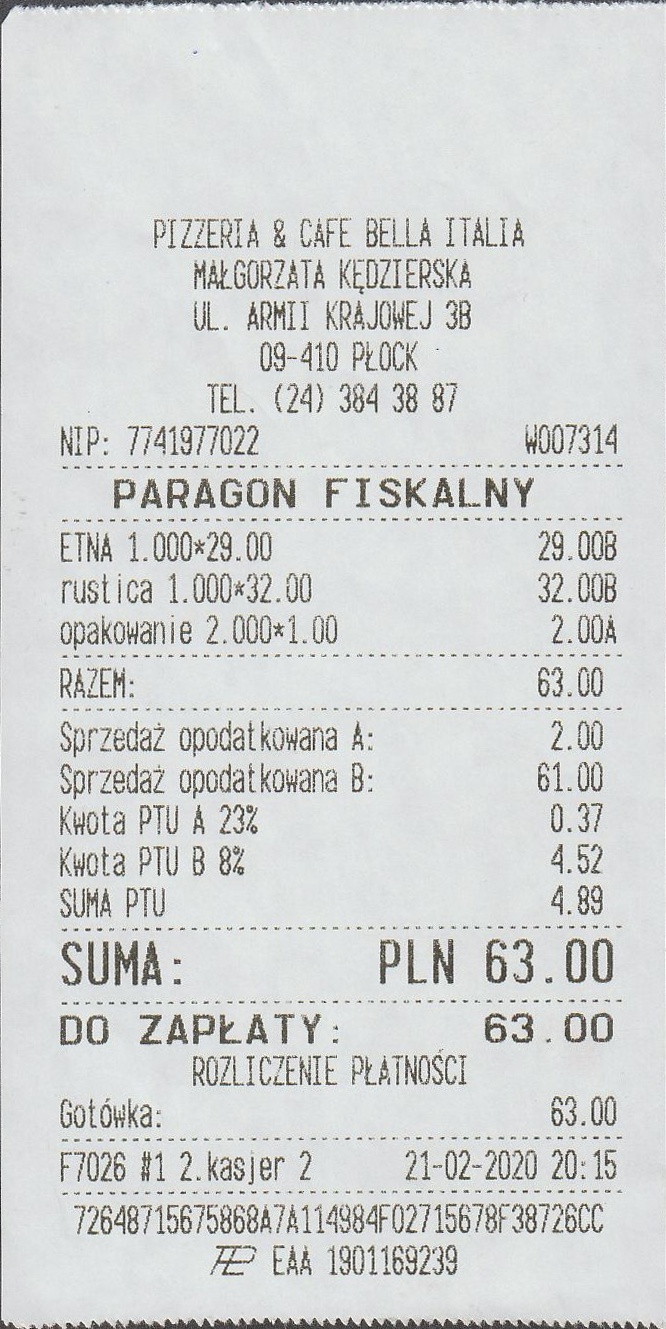 PIZZERIA & CAFE BELLA ITALIA
MAŁGORZATA KĘDZIERSKA
UL. ARMII KRAJOWEJ 3B
09-410 PŁOCK
TEL. (24) 384 38 87
NIP: 7741977022 W007314
PARAGON FISKALNY
ETNA 1.000*29.00 29.00B
rustica 1.000*32.00 32.00B
opakowanie 2.000*1.00 2.00A
RAZEM: 63.00
Sprzedaż opodatkowana A: 2.00
Sprzedaż opodatkowana B: 61.00
Kwota PTU A 23% 0.37
Kwota PTU B 8% 4.52
SUMA PTU 4.89
SUMA: PLN 63.00
DO ZAPŁATY: 63.00
ROZLICZENIE PŁATNOŚCI
Gotówka: 63.00
F7026 #1 2.kasjer 2 21-02-2020 20:15
72648715675868A7A114984F02715678F38726CC
EAA 1901169239